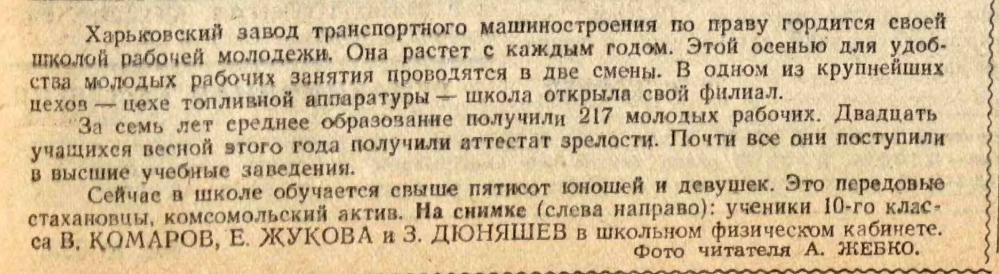 Харьковский завод транспортного машиностроения по праву гордится своей
школой рабочей молодежи. Она растет с каждым годом. Этой осенью для удоб-
ства молодых рабочих занятия проводятся в две смены. В одном из крупнейших
цехов — цехе топливной аппаратуры — школа открыла свой филиал.
За семь лет среднее образование получили 217 молодых рабочих. Двадцать
учащихся весной этого года получили аттестат зрелости. Почти все они поступили
в высшие учебные заведения.
Сейчас в школе обучается свыше пятисот юношей и девушек. Это передовые
стахановцы, комсомольский актив. На снимке (слева направо): ученики 10-го клас-
са В. КОМАРОВ, Е. ЖУКОВА и З. ДЮНЯШЕВ в школьном физическом кабинете.
Фото читателя А. ЖЕБКО.